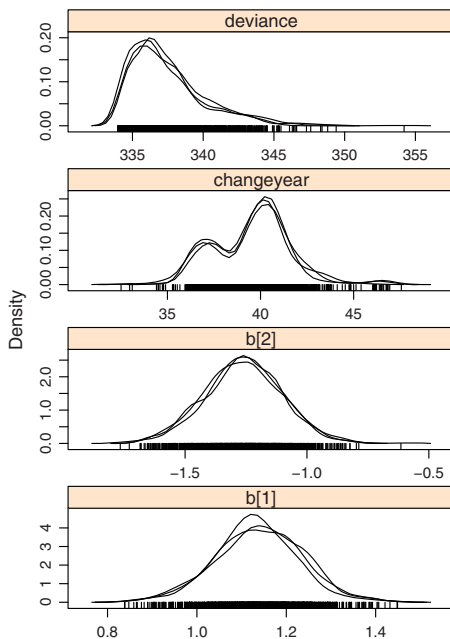 deviance
0.00 0.10 0.20
335 340 345 350 355
changeyear
0.00 0.10 0.20
35 40 45
Density
b[2]
0.0 1.0 2.0
−1.5 −1.0 −0.5
b[1]
0 1 2 3 4
0.8 1.0 1.2 1.4